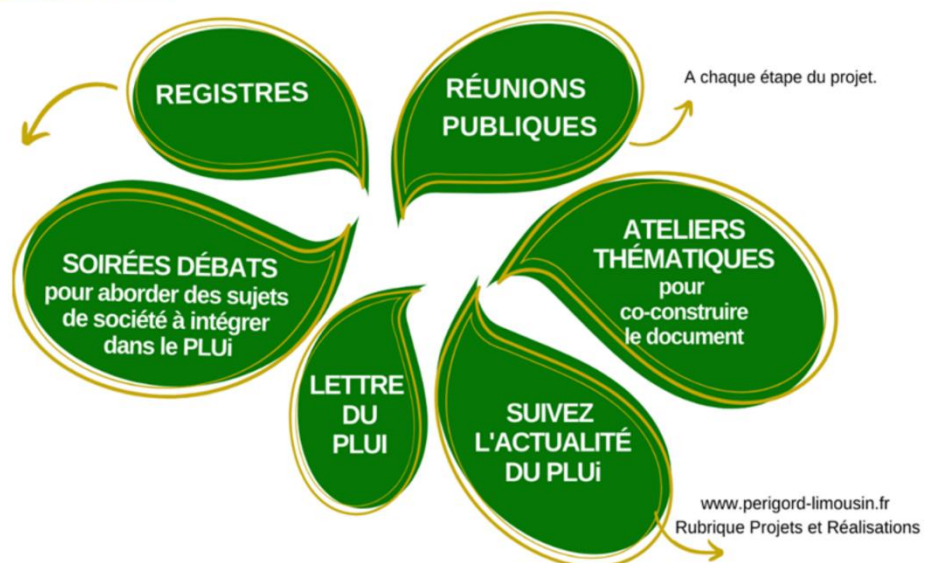 REGISTRES
RÉUNIONS
PUBLIQUES
A chaque étape du projet.
SOIRÉES DÉBATS
pour aborder des sujets
de société à intégrer
dans le PLUi
ATELIERS
THÉMATIQUES
pour
co-construire
le document
LETTRE
DU
PLUI
SUIVEZ
L'ACTUALITÉ
DU PLUi
www.perigord-limousin.fr
Rubrique Projets et Réalisations